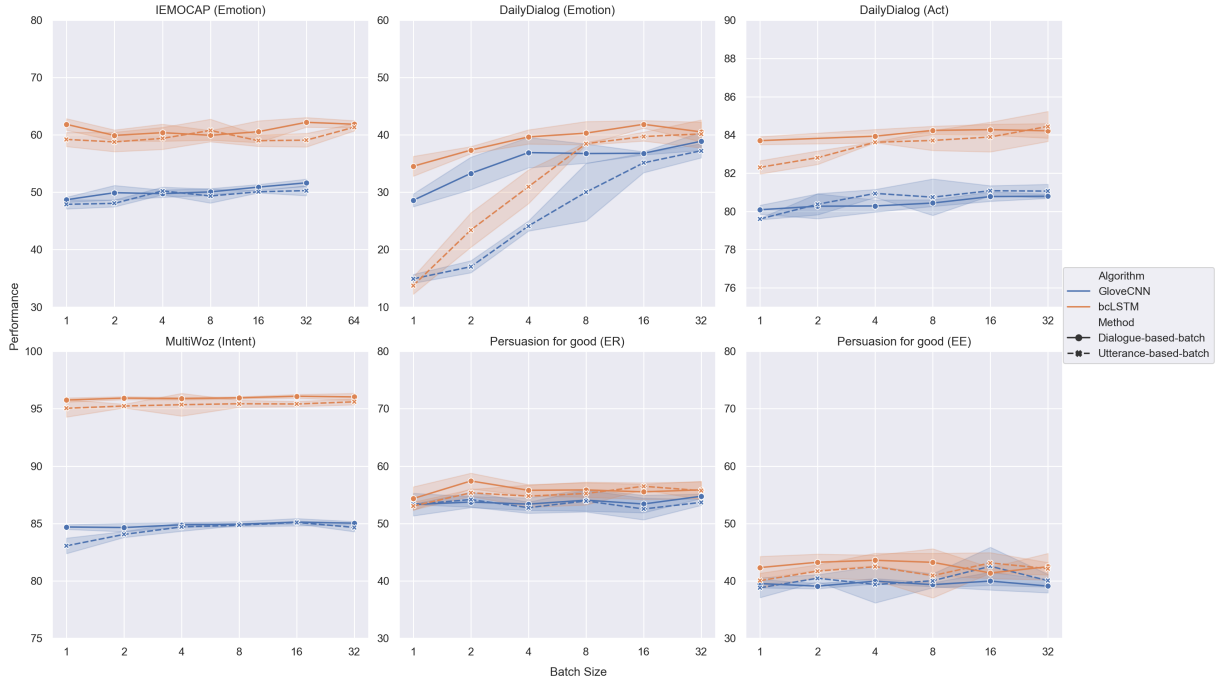 IEMOCAP (Emotion)
DailyDialog (Emotion)
DailyDialog (Act)
80
70
60
50
40
30
1 2 4 8 16 32 64
60
50
40
30
20
10
1 2 4 8 16 32
90
88
86
84
82
80
78
76
1 2 4 8 16 32
Performance
MultiWoz (Intent)
Persuasion for good (ER)
Persuasion for good (EE)
100
95
90
85
80
75
1 2 4 8 16 32
80
70
60
50
40
30
1 2 4 8 16 32
80
70
60
50
40
30
1 2 4 8 16 32
Batch Size
Algorithm
GloveCNN
bcLSTM
Method
Dialogue-based-batch
Utterance-based-batch